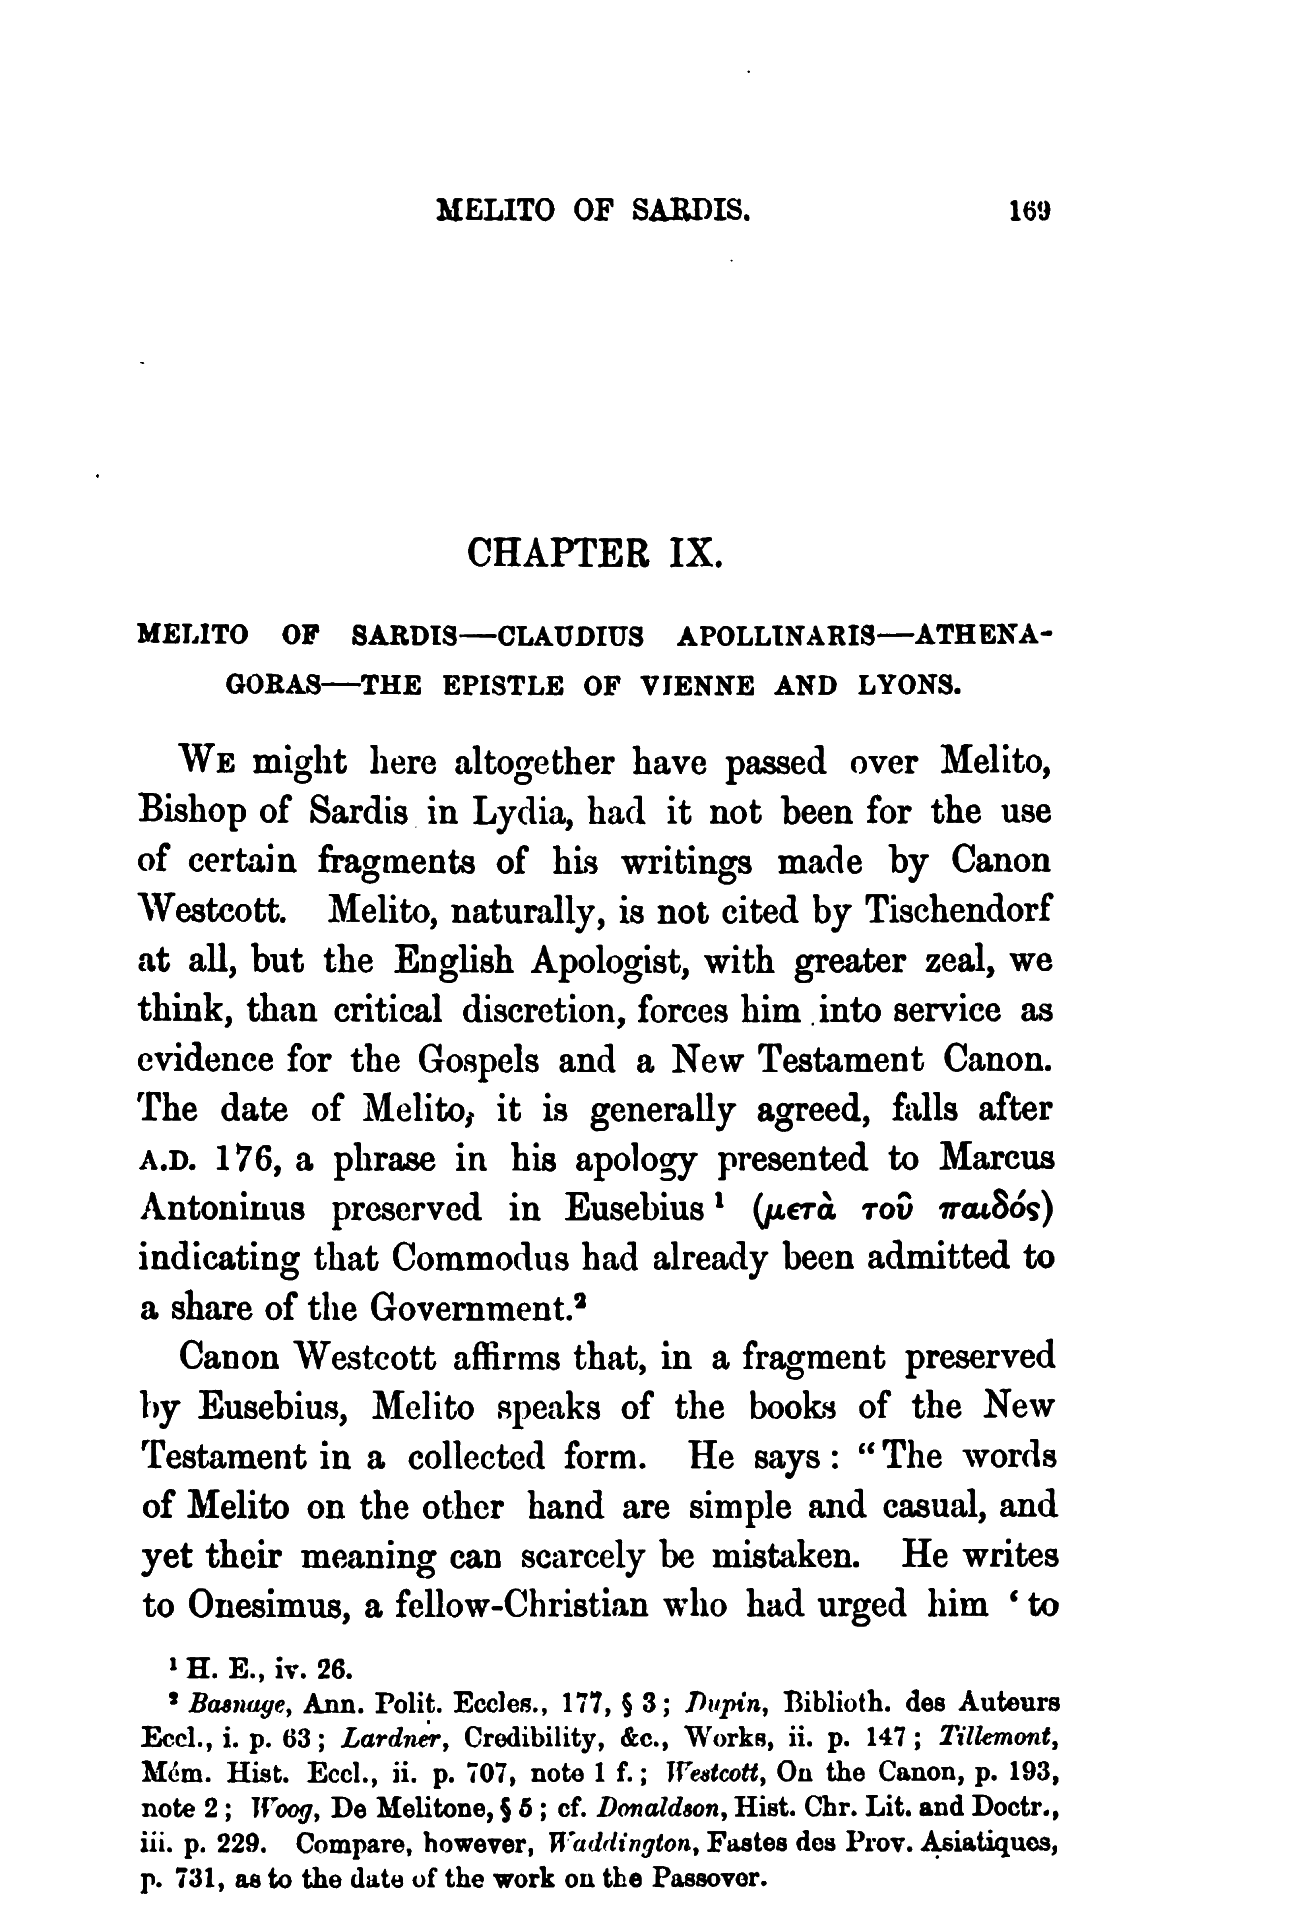 MELITO OF SARDIS. 169
CHAPTER IX.
MELITO OF SARDIS—CLAUDIUS APOLLINARIS—ATHENA-
GORAS—THE EPISTLE OF VIENNE AND LYONS.
WE might here altogether have passed over Melito,
Bishop of Sardis in Lydia, had it not been for the use
of certain fragments of his writings made by Canon
Westcott. Melito, naturally, is not cited by Tischendorf
at all, but the English Apologist, with greater zeal, we
think, than critical discretion, forces him into service as
evidence for the Gospels and a New Testament Canon.
The date of Melito, it is generally agreed, falls after
A.D. 176, a phrase in his apology presented to Marcus
Antoninus preserved in Eusebius ¹ (μετὰ τοῦ παιδός)
indicating that Commodus had already been admitted to
a share of the Government.²
Canon Westcott affirms that, in a fragment preserved
by Eusebius, Melito speaks of the books of the New
Testament in a collected form. He says : “The words
of Melito on the other hand are simple and casual, and
yet their meaning can scarcely be mistaken. He writes
to Onesimus, a fellow-Christian who had urged him ‘ to
¹ H. E., iv. 26.
² Basnage, Ann. Polit. Eccles., 177, § 3 ; Dupin, Biblioth. des Auteurs
Eccl., i. p. 63 ; Lardner, Credibility, &c., Works, ii. p. 147 ; Tillemont,
Mém. Hist. Eccl., ii. p. 707, note 1 f. ; Westcott, On the Canon, p. 193,
note 2 ; Woog, De Melitone, § 5 ; cf. Donaldson, Hist. Chr. Lit. and Doctr.,
iii. p. 229. Compare, however, Waddington, Fastes des Prov. Asiatiques,
p. 731, as to the date of the work on the Passover.